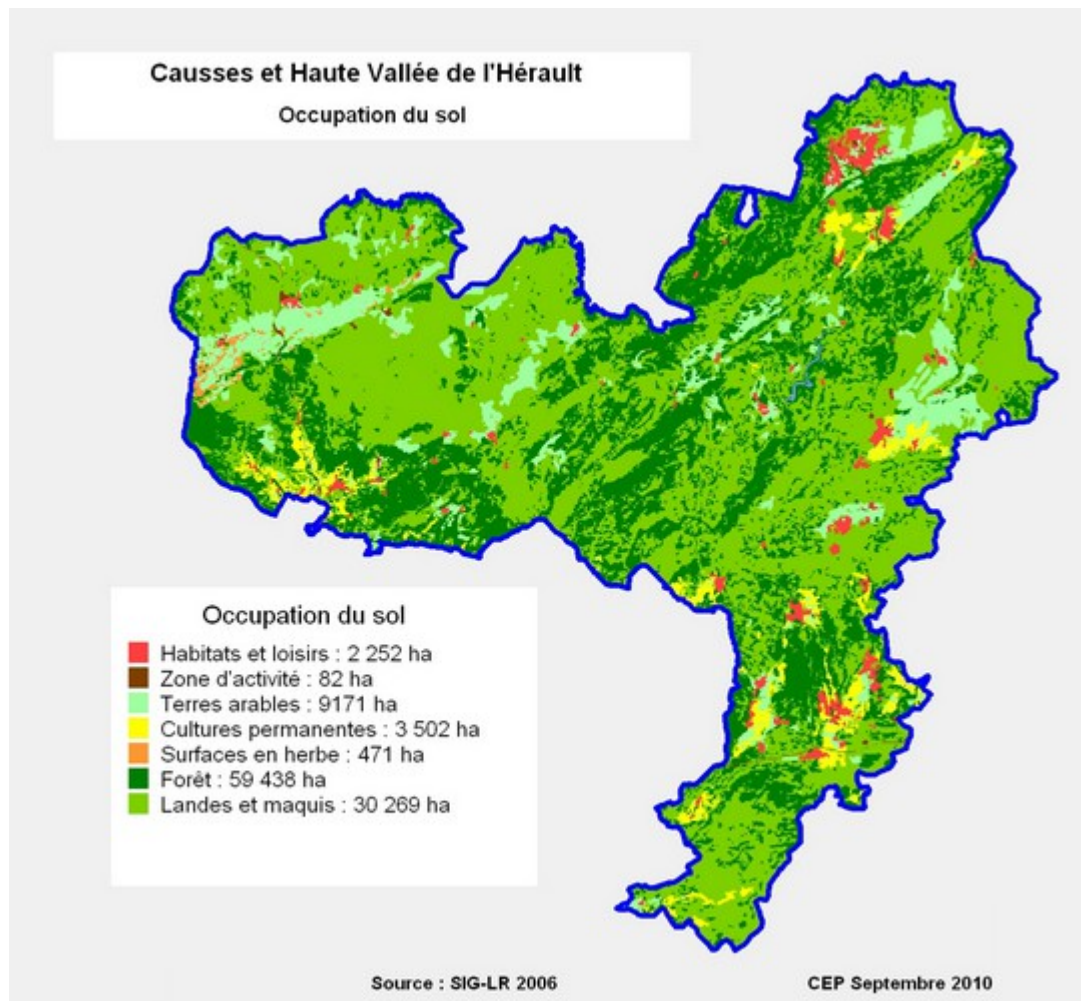 Causses et Haute Vallée de l'Hérault
Occupation du sol
Occupation du sol
Habitats et loisirs : 2 252 ha
Zone d'activité : 82 ha
Terres arables : 9171 ha
Cultures permanentes : 3 502 ha
Surfaces en herbe : 471 ha
Forêt : 59 438 ha
Landes et maquis : 30 269 ha
Source : SIG-LR 2006
CEP Septembre 2010